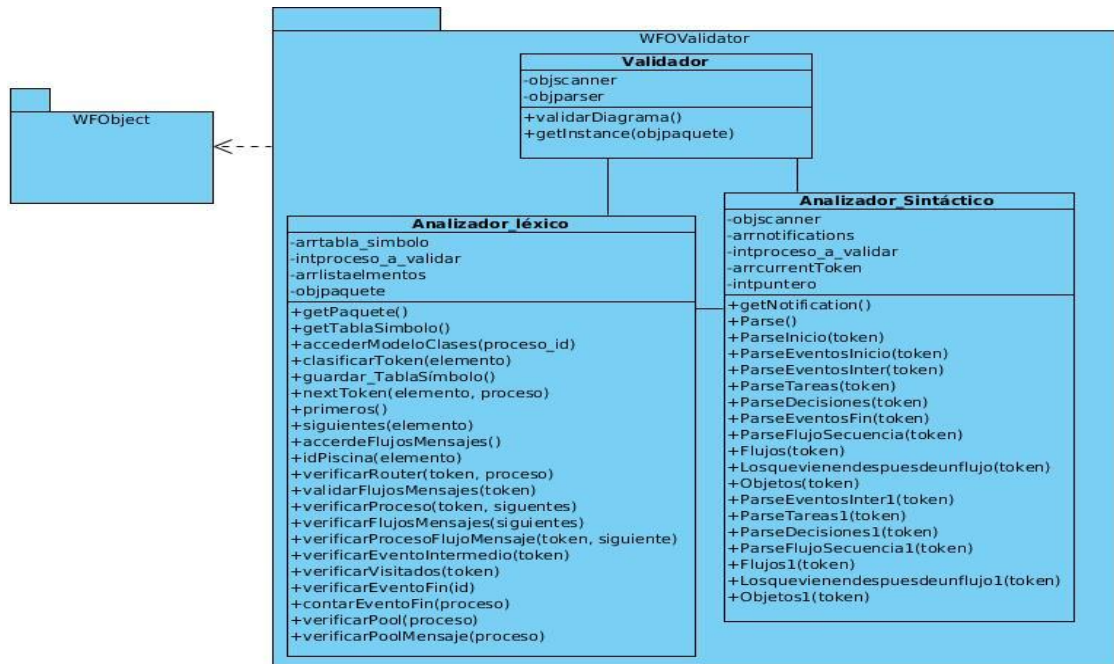 WFObject
WFOValidator
Validador
-objscanner
-objparser
+validarDiagrama()
+getInstance(objpaquete)
Analizador_léxico
-arrtabla_simbolo
-intproceso_a_validar
-arrlistaelmentos
-objpaquete
+getPaquete()
+getTablaSimbolo()
+accederModeloClases(proceso_id)
+clasificarToken(elemento)
+guardar_TablaSímbolo()
+nextToken(elemento, proceso)
+primeros()
+siguientes(elemento)
+accerdeFlujosMensajes()
+idPiscina(elemento)
+verificarRouter(token, proceso)
+validarFlujosMensajes(token)
+verificarProceso(token, siguentes)
+verificarFlujosMensajes(siguientes)
+verificarProcesoFlujoMensaje(token, siguiente)
+verificarEventoIntermedio(token)
+verificarVisitados(token)
+verificarEventoFin(id)
+contarEventoFin(proceso)
+verificarPool(proceso)
+verificarPoolMensaje(proceso)
Analizador_Sintáctico
-objscanner
-arrnotifications
-intproceso_a_validar
-arrcurrentToken
-intpuntero
+getNotification()
+Parse()
+ParseInicio(token)
+ParseEventosInicio(token)
+ParseEventosInter(token)
+ParseTareas(token)
+ParseDecisiones(token)
+ParseEventosFin(token)
+ParseFlujoSecuencia(token)
+Flujos(token)
+Losquevienendespuesdeunflujo(token)
+Objetos(token)
+ParseEventosInter1(token)
+ParseTareas1(token)
+ParseDecisiones1(token)
+ParseFlujoSecuencia1(token)
+Flujos1(token)
+Losquevienendespuesdeunflujo1(token)
+Objetos1(token)